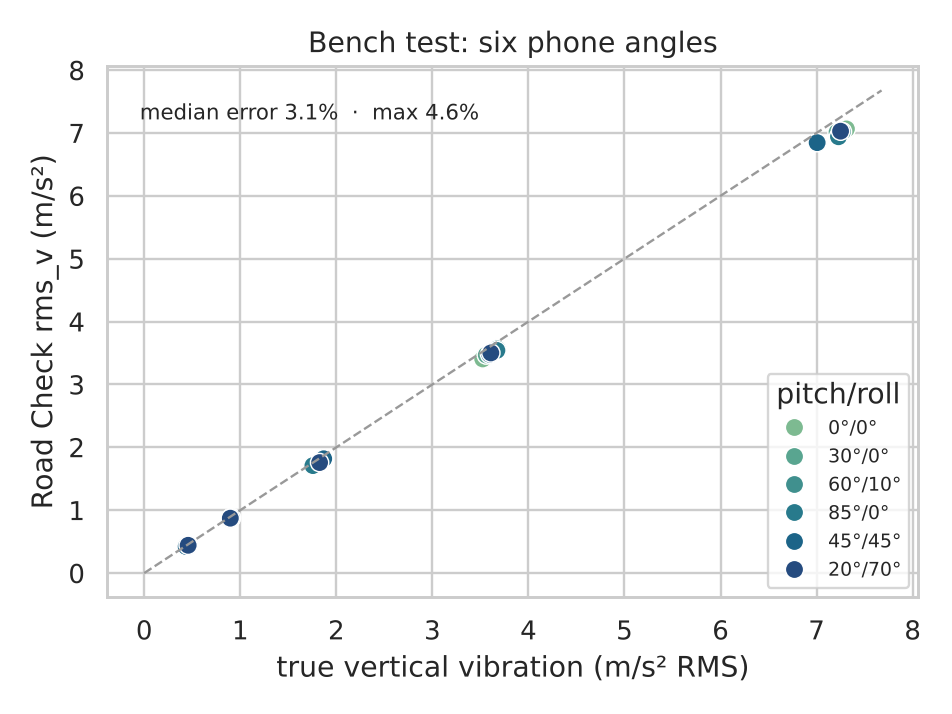 Bench test: six phone angles
median error 3.1% · max 4.6%
Road Check rms_v (m/s²)
8
7
6
5
4
3
2
1
0
pitch/roll
0°/0°
30°/0°
60°/10°
85°/0°
45°/45°
20°/70°
0 1 2 3 4 5 6 7 8
true vertical vibration (m/s² RMS)